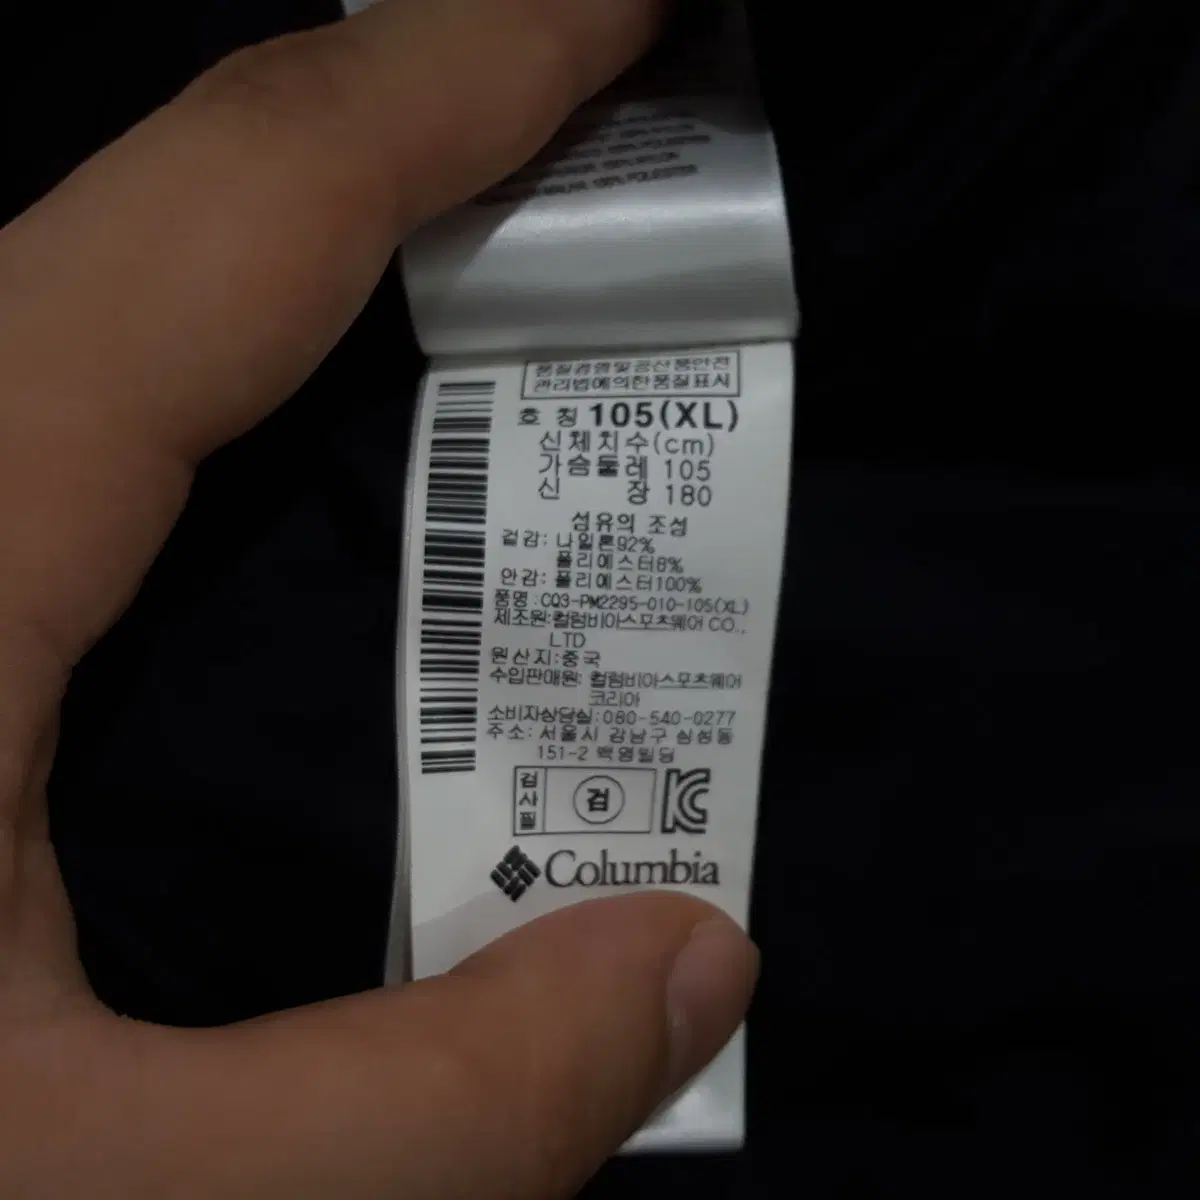 100% POLYESTER
품질경영및공산품안전
관리법에의한품질표시
호 칭 105(XL)
신체치수(cm)
가슴둘레 105
신 장 180
섬유의 조성
겉감: 나일론92%
폴리에스터8%
안감: 폴리에스터100%
품명:CQ3-PM2295-010-105(XL)
제조원:컬럼비아스포츠웨어 CO.,
LTD
원산지:중국
수입판매원: 컬럼비아스포츠웨어
코리아
소비자상담실:080-540-0277
주소: 서울시 강남구 삼성동
151-2 백영빌딩
검사필
검
KC
Columbia